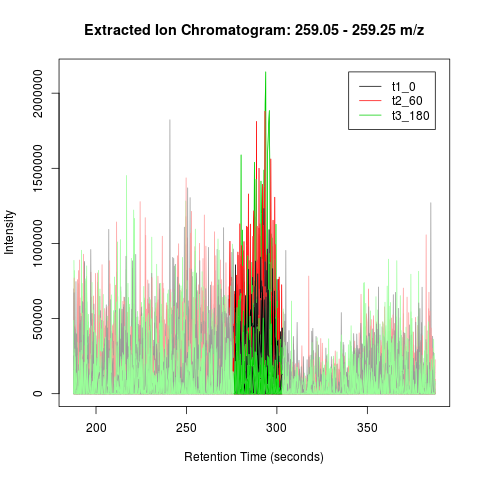 Extracted Ion Chromatogram: 259.05 - 259.25 m/z
t1_0
t2_60
t3_180
2000000
1500000
1000000
500000
0
Intensity
200
250
300
350
Retention Time (seconds)